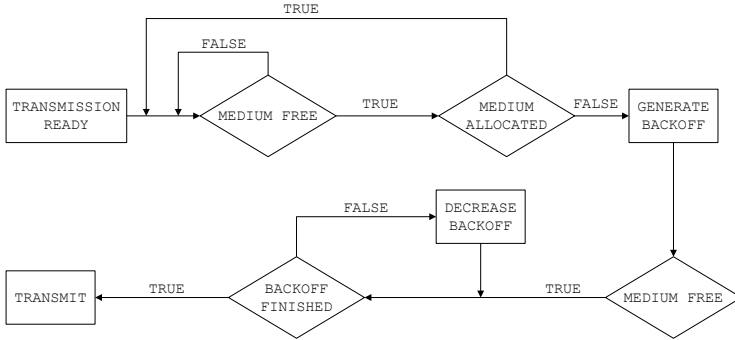 TRUE
FALSE
TRANSMISSION
READY
MEDIUM FREE
TRUE
MEDIUM
ALLOCATED
FALSE
GENERATE
BACKOFF
FALSE
DECREASE
BACKOFF
TRANSMIT
TRUE
BACKOFF
FINISHED
TRUE
MEDIUM FREE